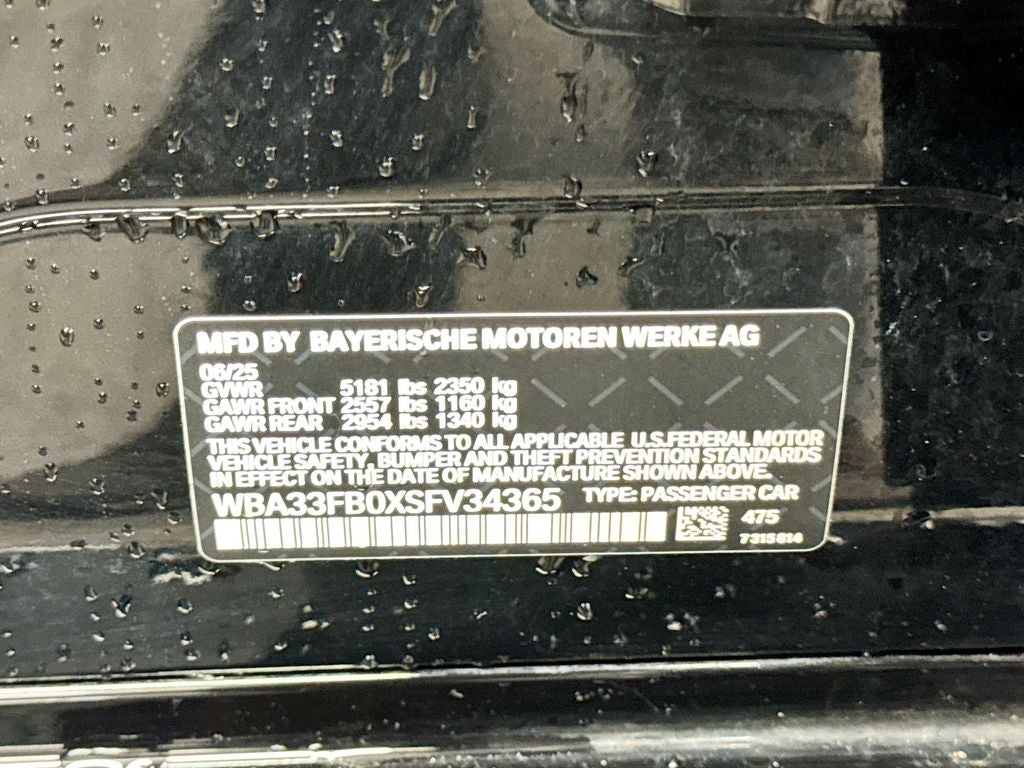 MFD BY BAYERISCHE MOTOREN WERKE AG
06/25
GVWR 5181 lbs 2350 kg
GAWR FRONT 2557 lbs 1160 kg
GAWR REAR 2954 lbs 1340 kg
THIS VEHICLE CONFORMS TO ALL APPLICABLE U.S.FEDERAL MOTOR
VEHICLE SAFETY, BUMPER AND THEFT PREVENTION STANDARDS
IN EFFECT ON THE DATE OF MANUFACTURE SHOWN ABOVE.
WBA33FB0XSFV34365 TYPE: PASSENGER CAR
475
7315814